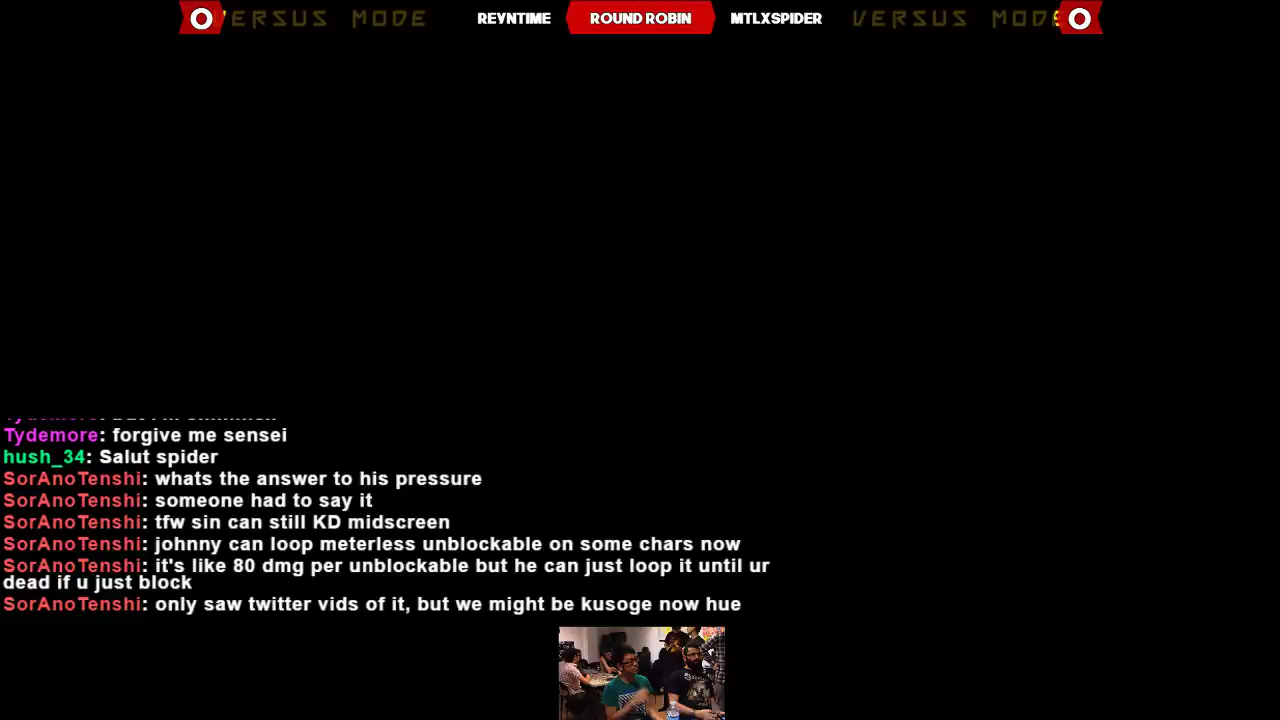 VERSUS MODE REYNTIME ROUND ROBIN MTLXSPIDER VERSUS MODE
Tydemore: forgive me sensei
hush_34: Salut spider
SorAnoTenshi: whats the answer to his pressure
SorAnoTenshi: someone had to say it
SorAnoTenshi: tfw sin can still KD midscreen
SorAnoTenshi: johnny can loop meterless unblockable on some chars now
SorAnoTenshi: it's like 80 dmg per unblockable but he can just loop it until ur
dead if u just block
SorAnoTenshi: only saw twitter vids of it, but we might be kusoge now hue